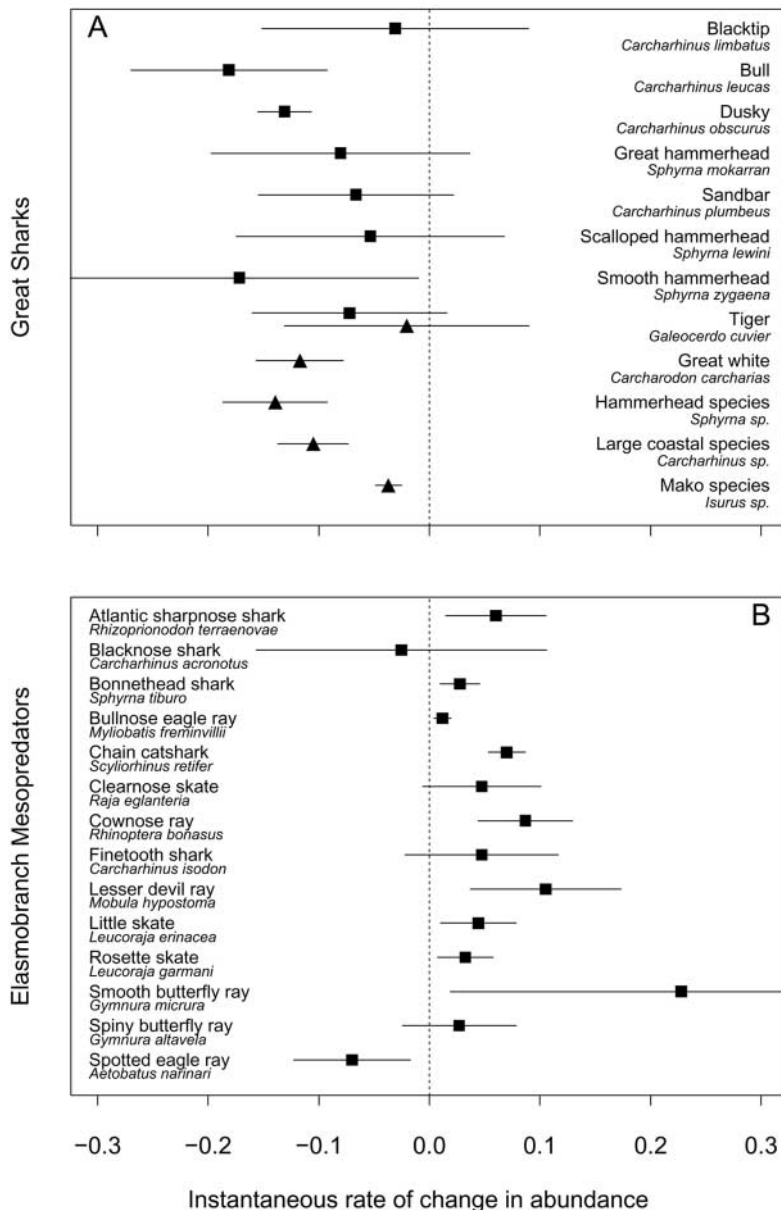 A
Great Sharks
Blacktip
Carcharhinus limbatus
Bull
Carcharhinus leucas
Dusky
Carcharhinus obscurus
Great hammerhead
Sphyrna mokarran
Sandbar
Carcharhinus plumbeus
Scalloped hammerhead
Sphyrna lewini
Smooth hammerhead
Sphyrna zygaena
Tiger
Galeocerdo cuvier
Great white
Carcharodon carcharias
Hammerhead species
Sphyrna sp.
Large coastal species
Carcharhinus sp.
Mako species
Isurus sp.
B
Elasmobranch Mesopredators
Atlantic sharpnose shark
Rhizoprionodon terraenovae
Blacknose shark
Carcharhinus acronotus
Bonnethead shark
Sphyrna tiburo
Bullnose eagle ray
Myliobatis freminvillii
Chain catshark
Scyliorhinus retifer
Clearnose skate
Raja eglanteria
Cownose ray
Rhinoptera bonasus
Finetooth shark
Carcharhinus isodon
Lesser devil ray
Mobula hypostoma
Little skate
Leucoraja erinacea
Rosette skate
Leucoraja garmani
Smooth butterfly ray
Gymnura micrura
Spiny butterfly ray
Gymnura altavela
Spotted eagle ray
Aetobatus narinari
−0.3 −0.2 −0.1 0.0 0.1 0.2 0.3
Instantaneous rate of change in abundance